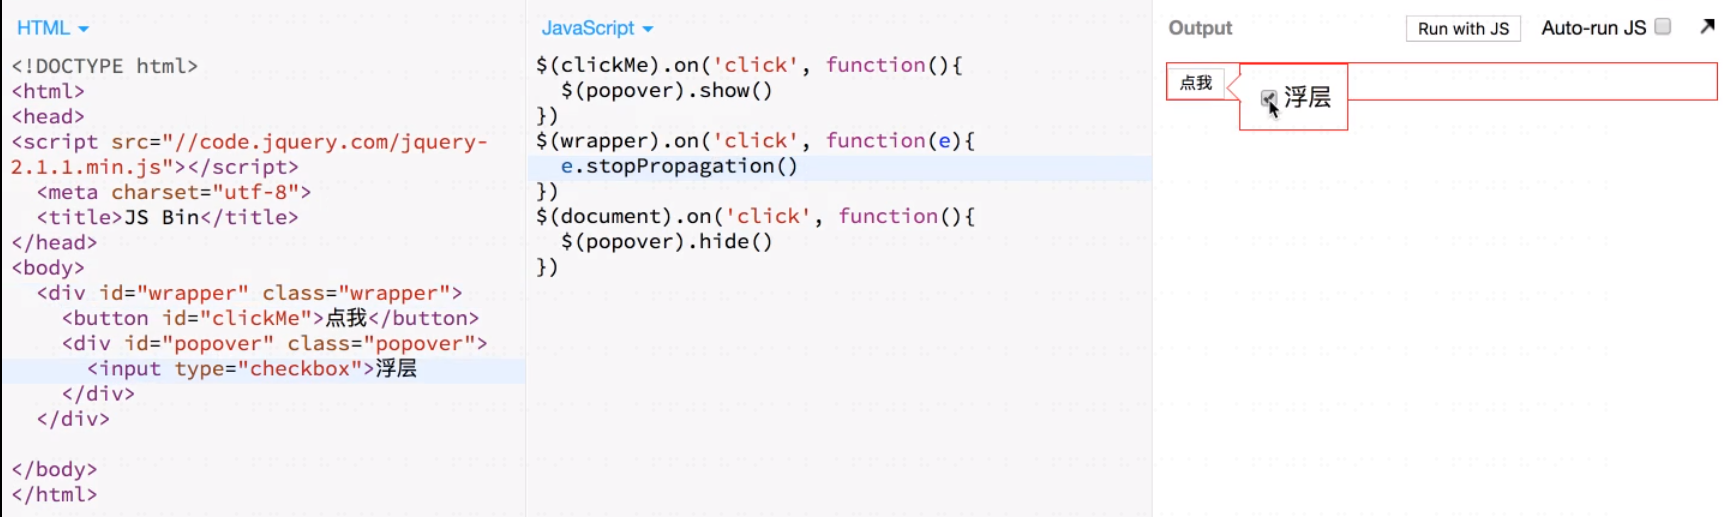 HTML
<!DOCTYPE html>
<html>
<head>
<script src="//code.jquery.com/jquery-
2.1.1.min.js"></script>
<meta charset="utf-8">
<title>JS Bin</title>
</head>
<body>
<div id="wrapper" class="wrapper">
<button id="clickMe">点我</button>
<div id="popover" class="popover">
<input type="checkbox">浮层
</div>
</div>
</body>
</html>
JavaScript
$(clickMe).on('click', function(){
$(popover).show()
})
$(wrapper).on('click', function(e){
e.stopPropagation()
})
$(document).on('click', function(){
$(popover).hide()
})
Output
Run with JS
Auto-run JS
点我
浮层